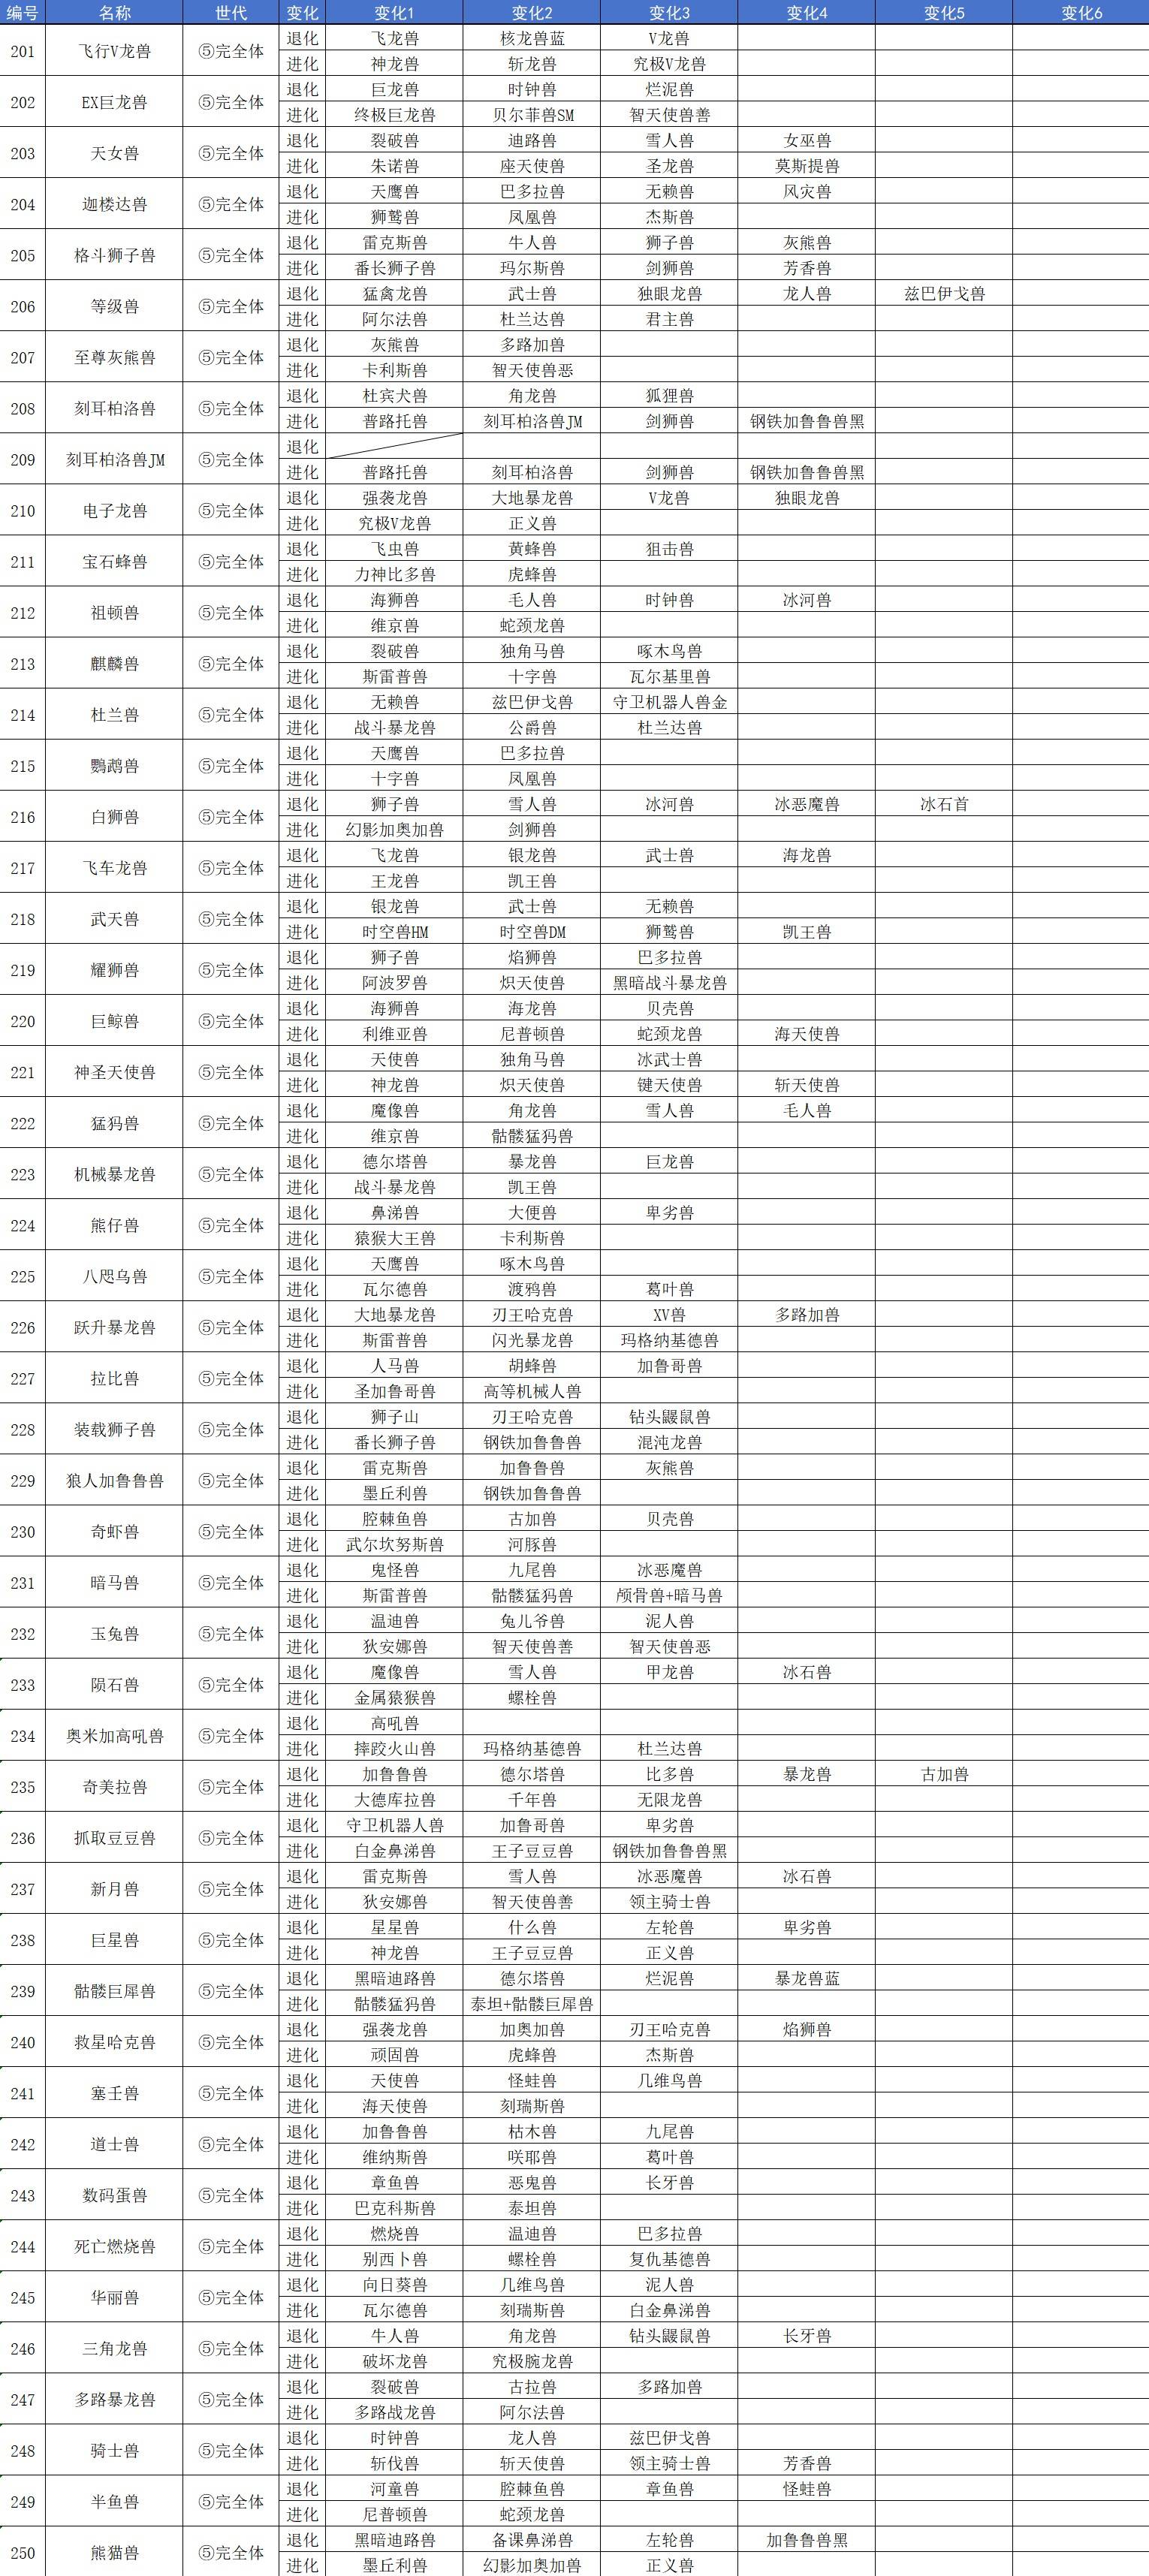 编号 名称 世代 变化 变化1 变化2 变化3 变化4 变化5 变化6
201 飞行V龙兽 ⑤完全体 退化 飞龙兽 核龙兽蓝 V龙兽
进化 神龙兽 斩龙兽 究极V龙兽
202 EX巨龙兽 ⑤完全体 退化 巨龙兽 时钟兽 烂泥兽
进化 终极巨龙兽 贝尔菲兽SM 智天使兽善
203 天女兽 ⑤完全体 退化 裂破兽 迪路兽 雪人兽 女巫兽
进化 朱诺兽 座天使兽 圣龙兽 莫斯提兽
204 迦楼达兽 ⑤完全体 退化 天鹰兽 巴多拉兽 无赖兽 风灾兽
进化 狮鹫兽 凤凰兽 杰斯兽
205 格斗狮子兽 ⑤完全体 退化 雷克斯兽 牛人兽 狮子兽 灰熊兽
进化 番长狮子兽 玛尔斯兽 剑狮兽 芳香兽
206 等级兽 ⑤完全体 退化 猛禽龙兽 武士兽 独眼龙兽 龙人兽 兹巴伊戈兽
进化 阿尔法兽 杜兰达兽 君主兽
207 至尊灰熊兽 ⑤完全体 退化 灰熊兽 多路加兽
进化 卡利斯兽 智天使兽恶
208 刻耳柏洛兽 ⑤完全体 退化 杜宾犬兽 角龙兽 狐狸兽
进化 普路托兽 刻耳柏洛兽JM 剑狮兽 钢铁加鲁鲁兽黑
209 刻耳柏洛兽JM ⑤完全体 退化
进化 普路托兽 刻耳柏洛兽 剑狮兽 钢铁加鲁鲁兽黑
210 电子龙兽 ⑤完全体 退化 强袭龙兽 大地暴龙兽 V龙兽 独眼龙兽
进化 究极V龙兽 正义兽
211 宝石蜂兽 ⑤完全体 退化 飞虫兽 黄蜂兽 狙击兽
进化 力神比多兽 虎蜂兽
212 祖顿兽 ⑤完全体 退化 海狮兽 毛人兽 时钟兽 冰河兽
进化 维京兽 蛇颈龙兽
213 麒麟兽 ⑤完全体 退化 裂破兽 独角马兽 啄木鸟兽
进化 斯雷普兽 十字兽 瓦尔基里兽
214 杜兰兽 ⑤完全体 退化 无赖兽 兹巴伊戈兽 守卫机器人兽金
进化 战斗暴龙兽 公爵兽 杜兰达兽
215 鹦鹉兽 ⑤完全体 退化 天鹰兽 巴多拉兽
进化 十字兽 凤凰兽
216 白狮兽 ⑤完全体 退化 狮子兽 雪人兽 冰河兽 冰恶魔兽 冰石首
进化 幻影加奥加兽 剑狮兽
217 飞车龙兽 ⑤完全体 退化 飞龙兽 银龙兽 武士兽 海龙兽
进化 王龙兽 凯王兽
218 武天兽 ⑤完全体 退化 银龙兽 武士兽 无赖兽
进化 时空兽HM 时空兽DM 狮鹫兽 凯王兽
219 耀狮兽 ⑤完全体 退化 狮子兽 焰狮兽 巴多拉兽
进化 阿波罗兽 炽天使兽 黑暗战斗暴龙兽
220 巨鲸兽 ⑤完全体 退化 海狮兽 海龙兽 贝壳兽
进化 利维亚兽 尼普顿兽 蛇颈龙兽 海天使兽
221 神圣天使兽 ⑤完全体 退化 天使兽 独角马兽 冰武士兽
进化 神龙兽 炽天使兽 键天使兽 斩天使兽
222 猛犸兽 ⑤完全体 退化 魔像兽 角龙兽 雪人兽 毛人兽
进化 维京兽 骷髅猛犸兽
223 机械暴龙兽 ⑤完全体 退化 德尔塔兽 暴龙兽 巨龙兽
进化 战斗暴龙兽 凯王兽
224 熊仔兽 ⑤完全体 退化 鼻涕兽 大便兽 卑劣兽
进化 猿猴大王兽 卡利斯兽
225 八咫乌兽 ⑤完全体 退化 天鹰兽 啄木鸟兽
进化 瓦尔德兽 渡鸦兽 葛叶兽
226 跃升暴龙兽 ⑤完全体 退化 大地暴龙兽 刃王哈克兽 XV兽 多路加兽
进化 斯雷普兽 闪光暴龙兽 玛格纳基德兽
227 拉比兽 ⑤完全体 退化 人马兽 胡蜂兽 加鲁哥兽
进化 圣加鲁哥兽 高等机械人兽
228 装载狮子兽 ⑤完全体 退化 狮子山 刃王哈克兽 钻头鼹鼠兽
进化 番长狮子兽 钢铁加鲁鲁兽 混沌龙兽
229 狼人加鲁鲁兽 ⑤完全体 退化 雷克斯兽 加鲁鲁兽 灰熊兽
进化 墨丘利兽 钢铁加鲁鲁兽
230 奇虾兽 ⑤完全体 退化 腔棘鱼兽 古加兽 贝壳兽
进化 武尔坎努斯兽 河豚兽
231 暗马兽 ⑤完全体 退化 鬼怪兽 九尾兽 冰恶魔兽
进化 斯雷普兽 骷髅猛犸兽 颅骨兽+暗马兽
232 玉兔兽 ⑤完全体 退化 温迪兽 兔儿爷兽 泥人兽
进化 狄安娜兽 智天使兽善 智天使兽恶
233 陨石兽 ⑤完全体 退化 魔像兽 雪人兽 甲龙兽 冰石兽
进化 金属猿猴兽 螺栓兽
234 奥米加高吼兽 ⑤完全体 退化 高吼兽
进化 摔跤火山兽 玛格纳基德兽 杜兰达兽
235 奇美拉兽 ⑤完全体 退化 加鲁鲁兽 德尔塔兽 比多兽 暴龙兽 古加兽
进化 大德库拉兽 千年兽 无限龙兽
236 抓取豆豆兽 ⑤完全体 退化 守卫机器人兽 加鲁哥兽 卑劣兽
进化 白金鼻涕兽 王子豆豆兽 钢铁加鲁鲁兽黑
237 新月兽 ⑤完全体 退化 雷克斯兽 雪人兽 冰恶魔兽 冰石兽
进化 狄安娜兽 智天使兽善 领主骑士兽
238 巨星兽 ⑤完全体 退化 星星兽 什么兽 左轮兽 卑劣兽
进化 神龙兽 王子豆豆兽 正义兽
239 骷髅巨犀兽 ⑤完全体 退化 黑暗迪路兽 德尔塔兽 烂泥兽 暴龙兽蓝
进化 骷髅猛犸兽 泰坦+骷髅巨犀兽
240 救星哈克兽 ⑤完全体 退化 强袭龙兽 加奥加兽 刃王哈克兽 焰狮兽
进化 顽固兽 虎蜂兽 杰斯兽
241 塞壬兽 ⑤完全体 退化 天使兽 怪蛙兽 几维鸟兽
进化 海天使兽 刻瑞斯兽
242 道士兽 ⑤完全体 退化 加鲁鲁兽 枯木兽 九尾兽
进化 维纳斯兽 咲耶兽 葛叶兽
243 数码蛋兽 ⑤完全体 退化 章鱼兽 恶鬼兽 长牙兽
进化 巴克科斯兽 泰坦兽
244 死亡燃烧兽 ⑤完全体 退化 燃烧兽 温迪兽 巴多拉兽
进化 别西卜兽 螺栓兽 复仇基德兽
245 华丽兽 ⑤完全体 退化 向日葵兽 几维鸟兽 泥人兽
进化 瓦尔德兽 刻瑞斯兽 白金鼻涕兽
246 三角龙兽 ⑤完全体 退化 牛人兽 角龙兽 钻头鼹鼠兽 长牙兽
进化 破坏龙兽 究极腕龙兽
247 多路暴龙兽 ⑤完全体 退化 裂破兽 古拉兽 多路加兽
进化 多路战龙兽 阿尔法兽
248 骑士兽 ⑤完全体 退化 时钟兽 龙人兽 兹巴伊戈兽
进化 斩伐兽 斩天使兽 领主骑士兽 芳香兽
249 半鱼兽 ⑤完全体 退化 河童兽 腔棘鱼兽 章鱼兽 怪蛙兽
进化 尼普顿兽 蛇颈龙兽
250 熊猫兽 ⑤完全体 退化 黑暗迪路兽 备课鼻涕兽 左轮兽 加鲁鲁兽黑
进化 墨丘利兽 幻影加奥加兽 正义兽